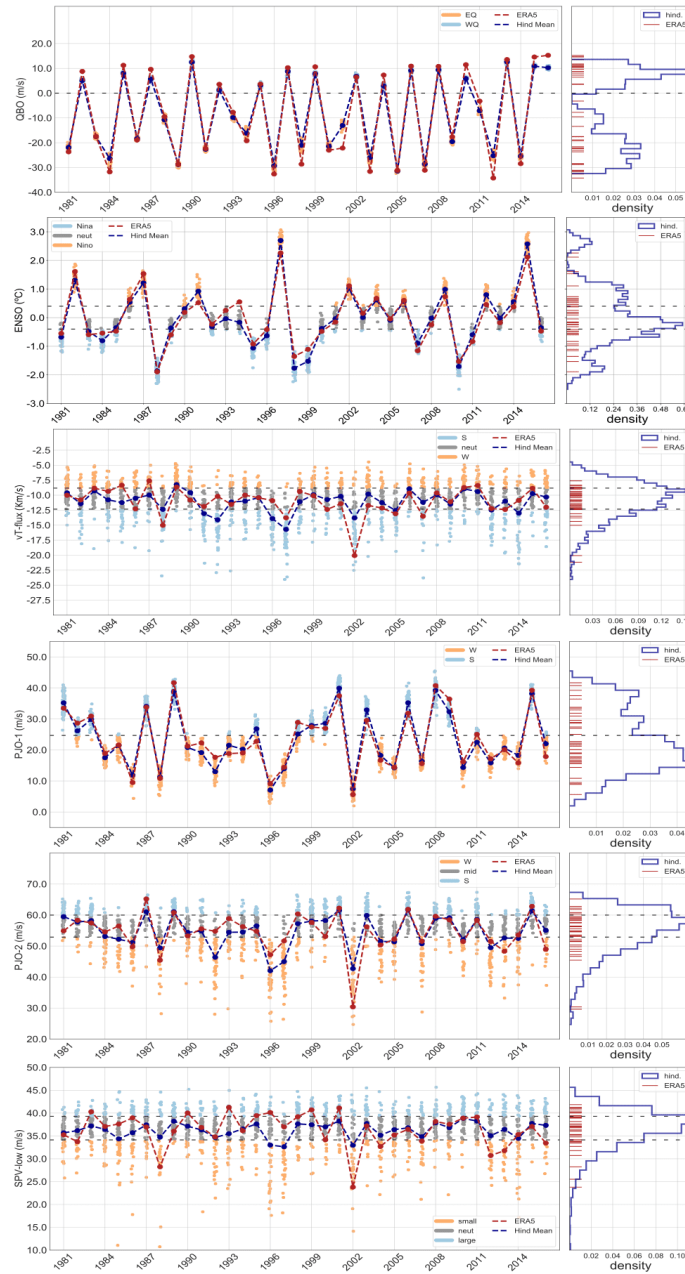 EQ
WQ
ERA5
Hind Mean
QBO (m/s)
20.0
10.0
0.0
-10.0
-20.0
-30.0
-40.0
1981 1984 1987 1990 1993 1996 1999 2002 2005 2008 2011 2014
hind.
ERA5
0.01 0.02 0.03 0.04 0.05
density
Nina
neut
Nino
ERA5
Hind Mean
ENSO (ºC)
3.0
2.0
1.0
0.0
-1.0
-2.0
-3.0
1981 1984 1987 1990 1993 1996 1999 2002 2005 2008 2011 2014
hind.
ERA5
0.12 0.24 0.36 0.48 0.6
density
S
neut
W
ERA5
Hind Mean
vT-flux (Km/s)
-2.5
-5.0
-7.5
-10.0
-12.5
-15.0
-17.5
-20.0
-22.5
-25.0
-27.5
1981 1984 1987 1990 1993 1996 1999 2002 2005 2008 2011 2014
hind.
ERA5
0.03 0.06 0.09 0.12 0.1
density
W
S
ERA5
Hind Mean
PJO-1 (m/s)
50.0
40.0
30.0
20.0
10.0
0.0
1981 1984 1987 1990 1993 1996 1999 2002 2005 2008 2011 2014
hind.
ERA5
0.01 0.02 0.03 0.04
density
W
mid
S
ERA5
Hind Mean
PJO-2 (m/s)
70.0
60.0
50.0
40.0
30.0
20.0
1981 1984 1987 1990 1993 1996 1999 2002 2005 2008 2011 2014
hind.
ERA5
0.01 0.02 0.03 0.04 0.05
density
SPV-low (m/s)
50.0
45.0
40.0
35.0
30.0
25.0
20.0
15.0
10.0
small
neut
large
ERA5
Hind Mean
1981 1984 1987 1990 1993 1996 1999 2002 2005 2008 2011 2014
hind.
ERA5
0.02 0.04 0.06 0.08 0.10
density